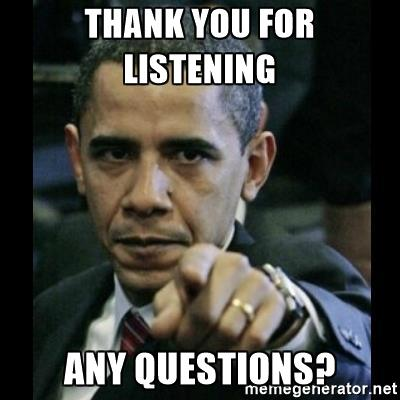 THANK YOU FOR
LISTENING
ANY QUESTIONS?
memegenerator.net